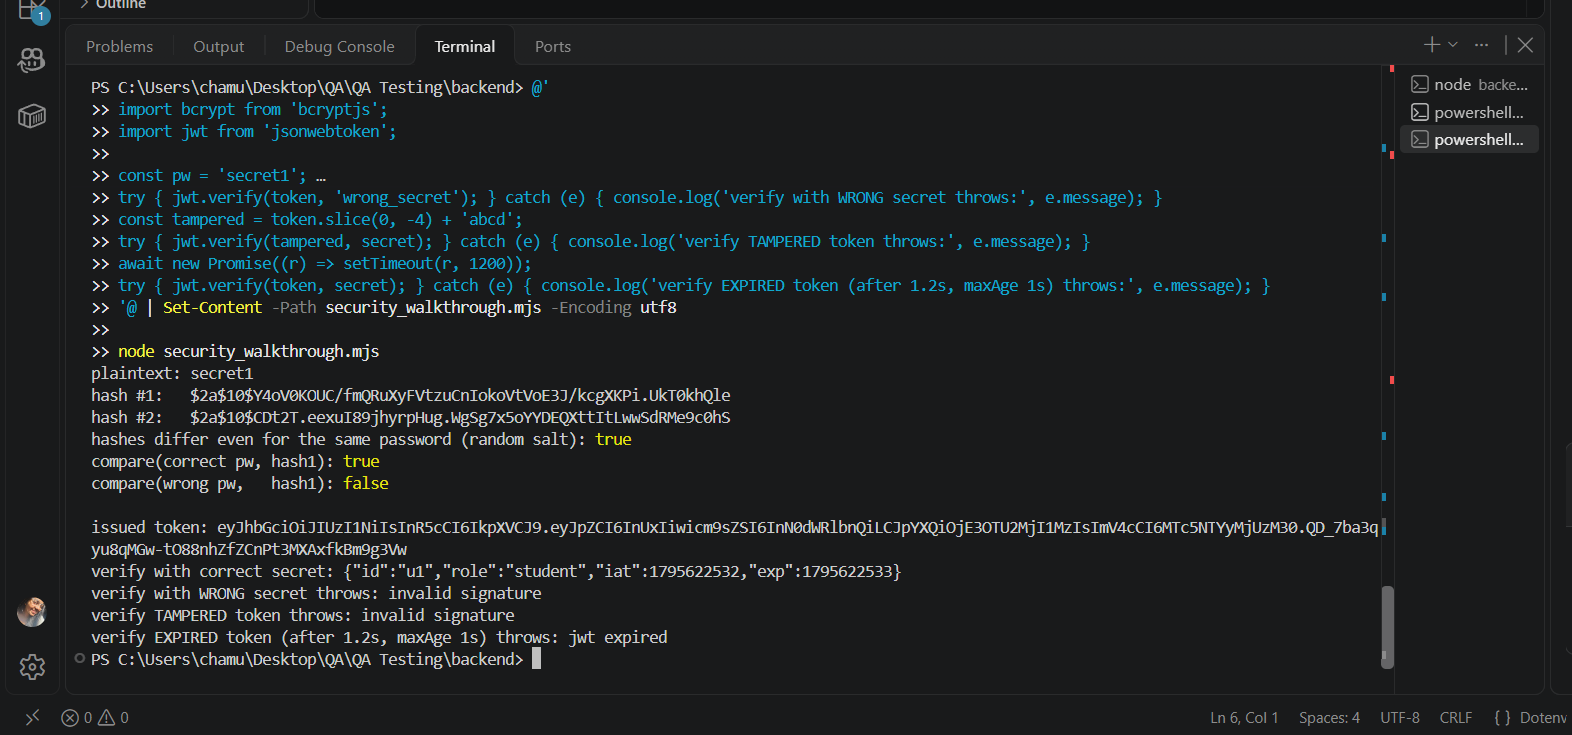 Outline
1
Problems Output Debug Console Terminal Ports
PS C:\Users\chamu\Desktop\QA\QA Testing\backend> @'
>> import bcrypt from 'bcryptjs';
>> import jwt from 'jsonwebtoken';
>>
>> const pw = 'secret1'; …
>> try { jwt.verify(token, 'wrong_secret'); } catch (e) { console.log('verify with WRONG secret throws:', e.message); }
>> const tampered = token.slice(0, -4) + 'abcd';
>> try { jwt.verify(tampered, secret); } catch (e) { console.log('verify TAMPERED token throws:', e.message); }
>> await new Promise((r) => setTimeout(r, 1200));
>> try { jwt.verify(token, secret); } catch (e) { console.log('verify EXPIRED token (after 1.2s, maxAge 1s) throws:', e.message); }
>> '@ | Set-Content -Path security_walkthrough.mjs -Encoding utf8
>>
>> node security_walkthrough.mjs
plaintext: secret1
hash #1:   $2a$10$Y4oV0KOUC/fmQRuXyFVtzuCnIokoVtVoE3J/kcgXKPi.UkT0khQle
hash #2:   $2a$10$CDt2T.eexuI89jhyrpHug.WgSg7x5oYYDEQXttItLwwSdRMe9c0hS
hashes differ even for the same password (random salt): true
compare(correct pw, hash1): true
compare(wrong pw,   hash1): false
issued token: eyJhbGciOiJIUzI1NiIsInR5cCI6IkpXVCJ9.eyJpZCI6InUxIiwicm9sZSI6InN0dWRlbnQiLCJpYXQiOjE3OTU2MjI1MzIsImV4cCI6MTc5NTYyMjUzM30.QD_7ba3q
yu8qMGw-tO88nhZfZCnPt3MXAxfkBm9g3Vw
verify with correct secret: {"id":"u1","role":"student","iat":1795622532,"exp":1795622533}
verify with WRONG secret throws: invalid signature
verify TAMPERED token throws: invalid signature
verify EXPIRED token (after 1.2s, maxAge 1s) throws: jwt expired
PS C:\Users\chamu\Desktop\QA\QA Testing\backend>
node backe...
powershell...
powershell...
0 0
Ln 6, Col 1 Spaces: 4 UTF-8 CRLF { } Dotenv